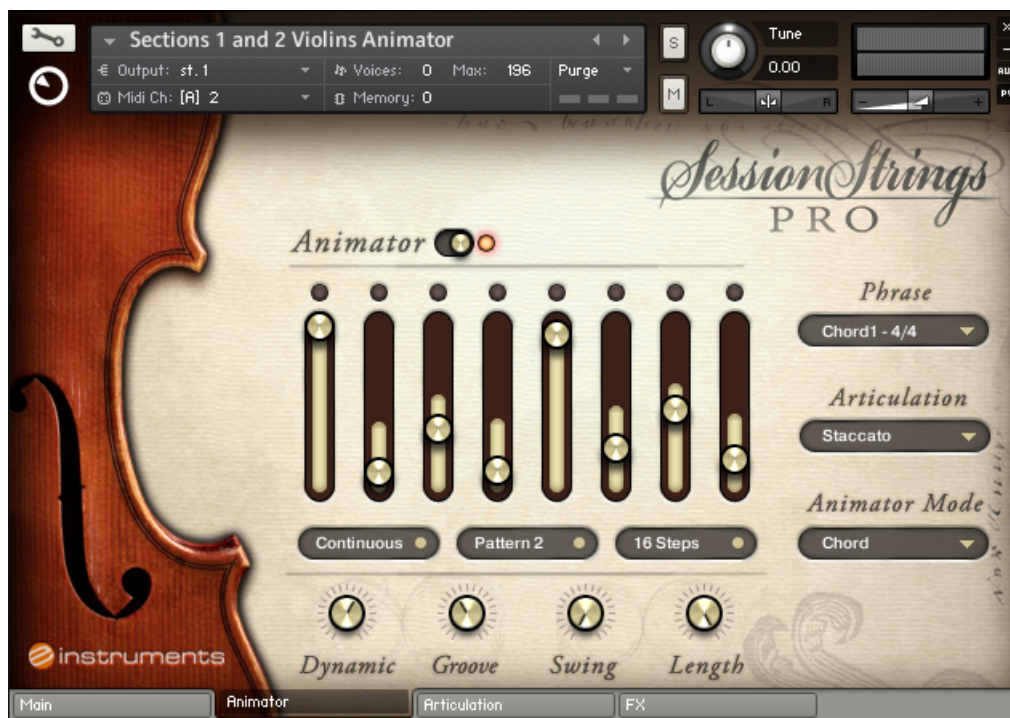 Sections 1 and 2 Violins Animator
Output: st. 1
Voices: 0 Max: 196
Purge
Midi Ch: [A] 2
Memory: 0
S
M
Tune
0.00
L
R
-
+
×
-
AUX
PV
Session Strings
PRO
Animator
Phrase
Chord1 - 4/4
Articulation
Staccato
Animator Mode
Chord
Continuous
Pattern 2
16 Steps
Dynamic
Groove
Swing
Length
e instruments
Main
Animator
Articulation
FX